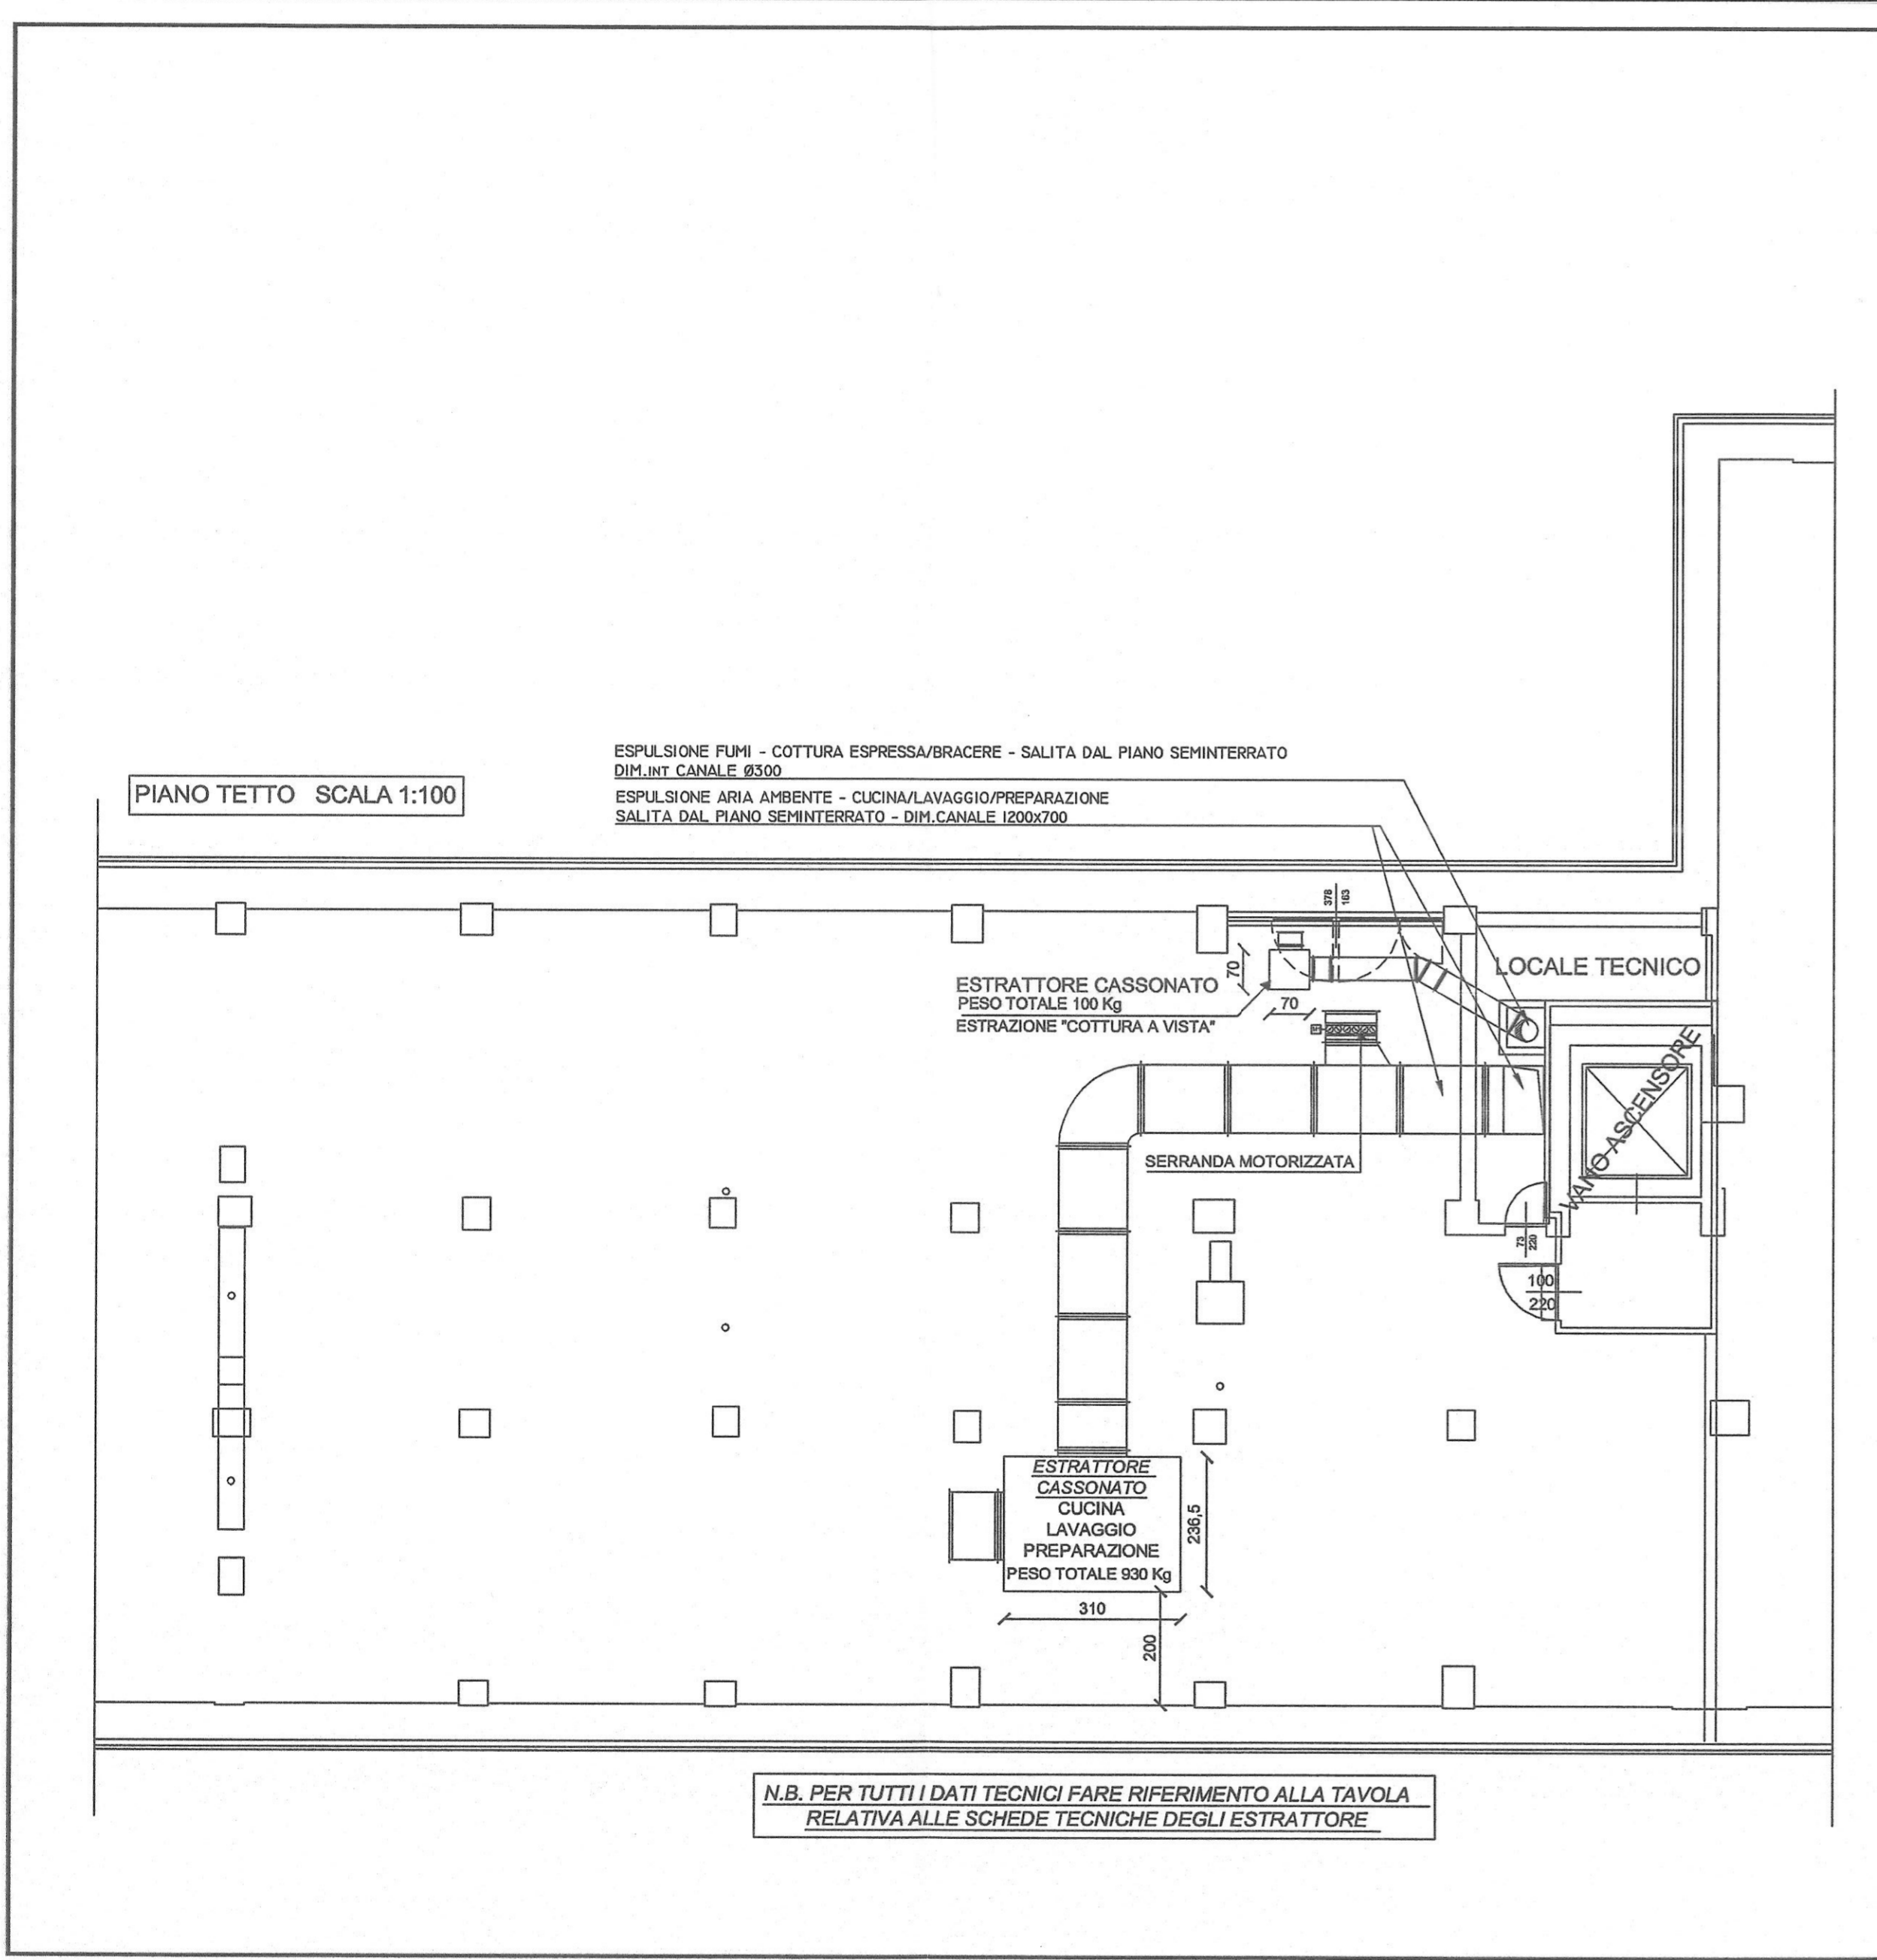 ESPULSIONE FUMI - COTTURA ESPRESSA/BRACERE - SALITA DAL PIANO SEMINTERRATO
DIM.INT CANALE Ø300
PIANO TETTO SCALA 1:100
ESPULSIONE ARIA AMBIENTE - CUCINA/LAVAGGIO/PREPARAZIONE
SALITA DAL PIANO SEMINTERRATO - DIM.CANALE 1200x700
378
163
LOCALE TECNICO
70
ESTRATTORE CASSONATO
PESO TOTALE 100 Kg
70
ESTRAZIONE "COTTURA A VISTA"
VANO ASCENSORE
SERRANDA MOTORIZZATA
73
220
100
220
ESTRATTORE
CASSONATO
CUCINA
LAVAGGIO
PREPARAZIONE
PESO TOTALE 930 Kg
236,5
310
200
N.B. PER TUTTI I DATI TECNICI FARE RIFERIMENTO ALLA TAVOLA
RELATIVA ALLE SCHEDE TECNICHE DEGLI ESTRATTORE